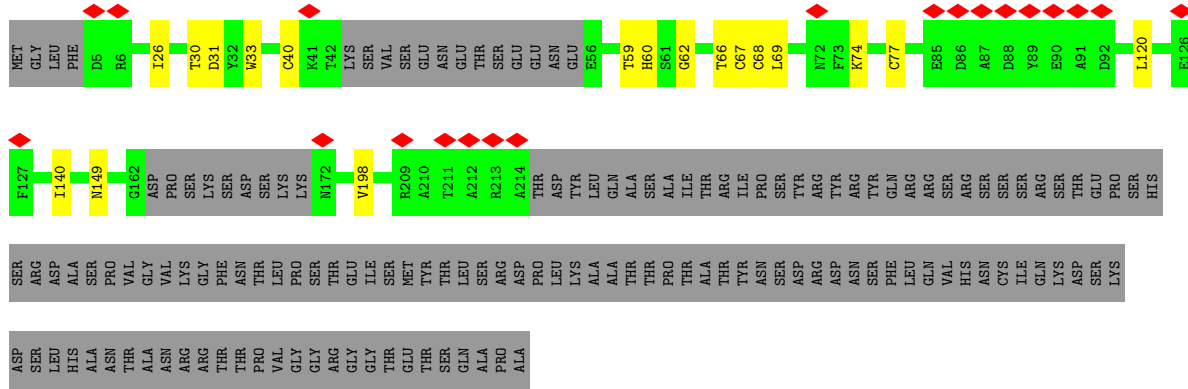 MET GLY LEU PHE D5 R6 I26 T30 D31 Y32 W33 C40 K41 T42 LYS SER VAL SER GLU ASN GLU THR SER GLU GLU ASN GLU E56 T59 H60 S61 G62 T66 C67 C68 L69 N72 F73 K74 C77 E85 D86 A87 D88 Y89 E90 A91 D92 L120 E126
F127 I140 N149 G162 ASP PRO SER LYS SER ASP SER LYS LYS N172 V198 R209 A210 T211 A212 R213 A214 THR ASP TYR LEU GLN ALA SER ALA ILE THR ARG ILE PRO SER TYR ARG TYR ARG TYR GLN ARG ARG SER ARG SER SER SER ARG SER THR GLU PRO SER HIS
SER ARG ASP ALA SER PRO VAL GLY VAL LYS GLY PHE ASN THR LEU PRO SER THR GLU ILE SER MET TYR THR LEU SER ARG ASP PRO LEU LYS ALA ALA THR THR PRO THR ALA THR TYR ASN SER ASP ARG ASP ASN SER PHE LEU GLN VAL HIS ASN CYS ILE GLN LYS ASP SER LYS
ASP SER LEU HIS ALA ASN THR ALA ASN ARG ARG THR THR PRO VAL GLY GLY ARG GLY GLY THR GLU THR SER GLN ALA PRO ALA